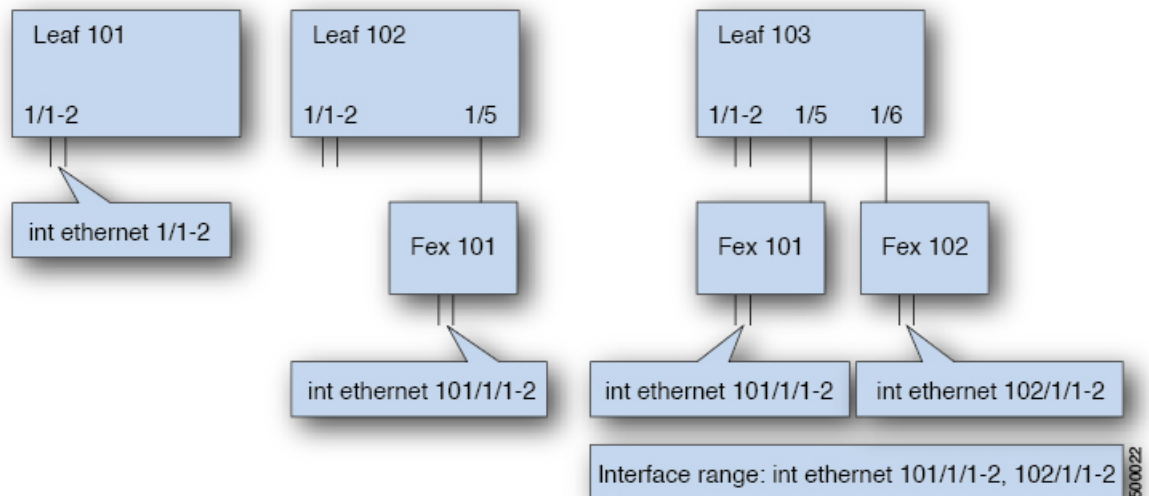 Leaf 101
1/1-2
int ethernet 1/1-2
Leaf 102
1/1-2 1/5
Fex 101
int ethernet 101/1/1-2
Leaf 103
1/1-2 1/5 1/6
Fex 101 Fex 102
int ethernet 101/1/1-2 int ethernet 102/1/1-2
Interface range: int ethernet 101/1/1-2, 102/1/1-2
500022